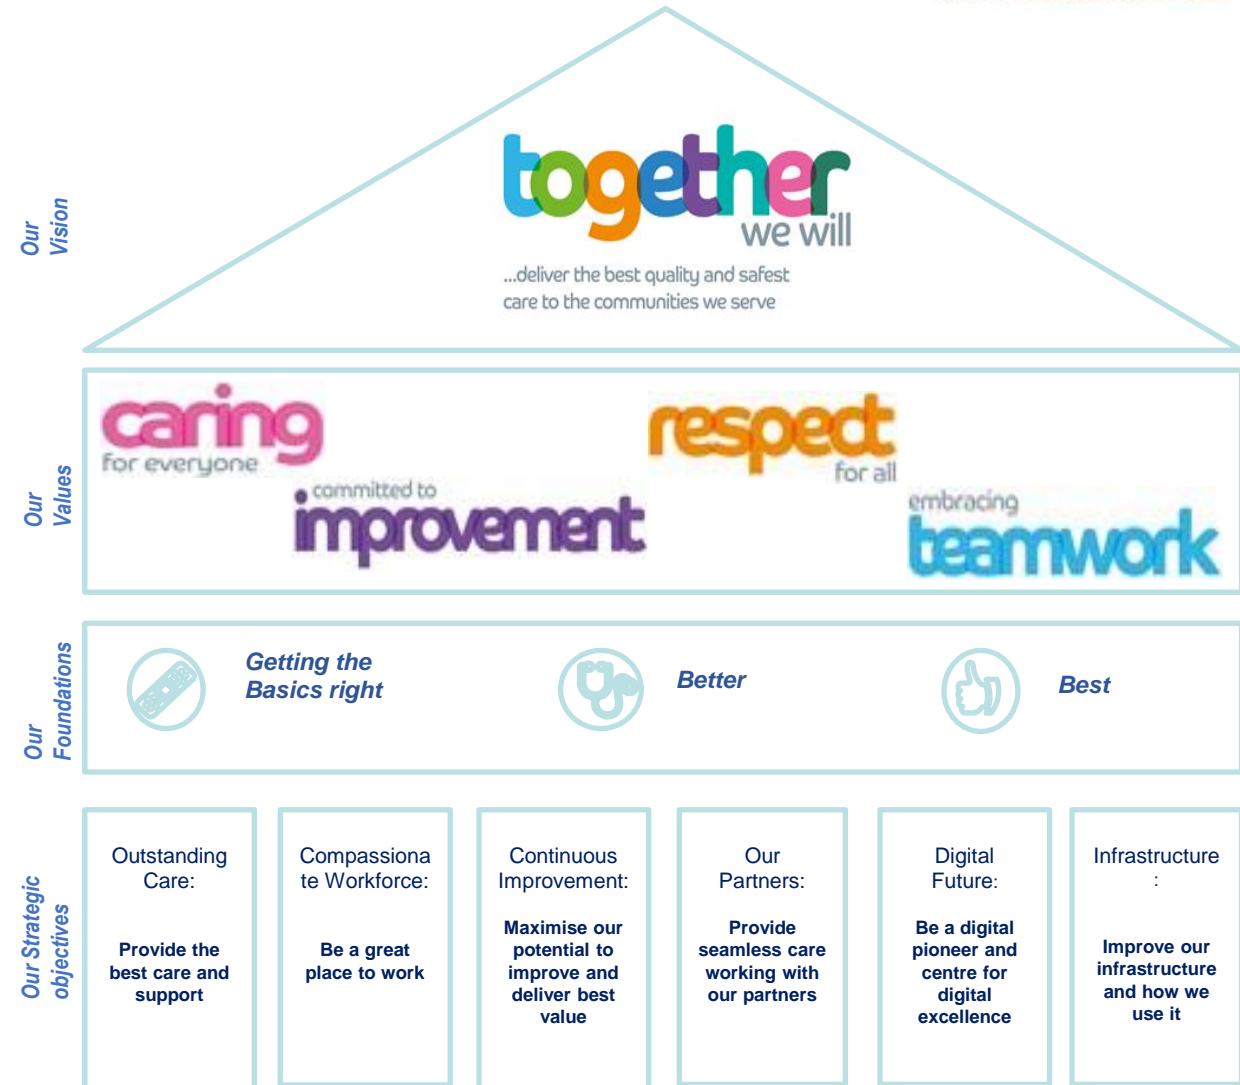 Our
Vision
together
we will
...deliver the best quality and safest
care to the communities we serve
Our
Values
caring
for everyone
committed to
improvement
respect
for all
embracing
teamwork
Our
Foundations
Getting the
Basics right
Better
Best
Our Strategic
objectives
Outstanding
Care:
Provide the
best care and
support
Compassiona
te Workforce:
Be a great
place to work
Continuous
Improvement:
Maximise our
potential to
improve and
deliver best
value
Our
Partners:
Provide
seamless care
working with
our partners
Digital
Future:
Be a digital
pioneer and
centre for
digital
excellence
Infrastructure
:
Improve our
infrastructure
and how we
use it